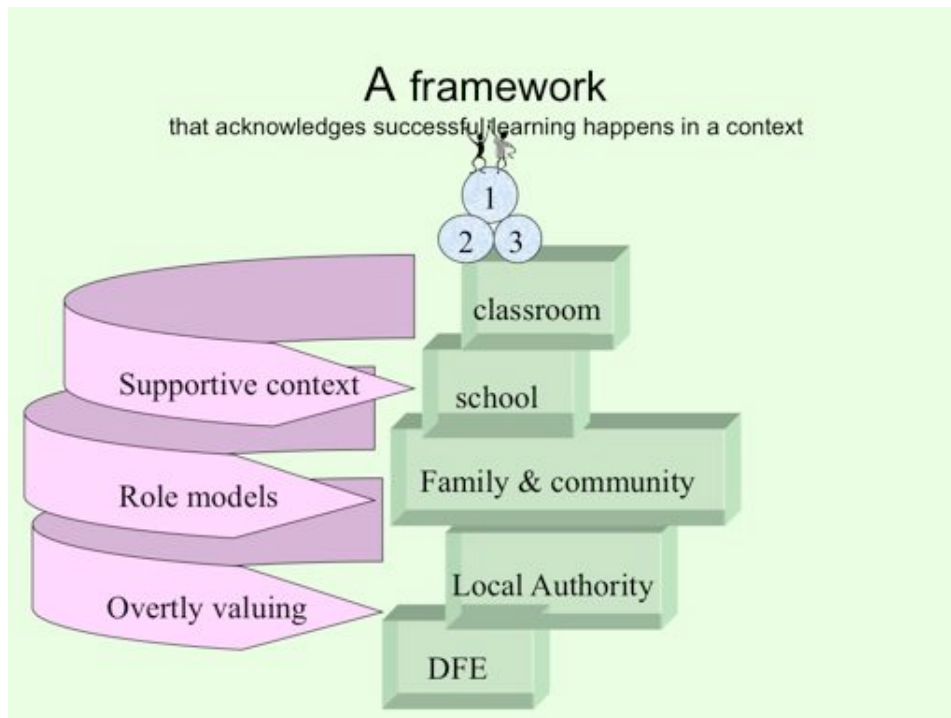 A framework
that acknowledges successful learning happens in a context
1
2 3
classroom
Supportive context
school
Role models
Family & community
Overtly valuing
Local Authority
DFE